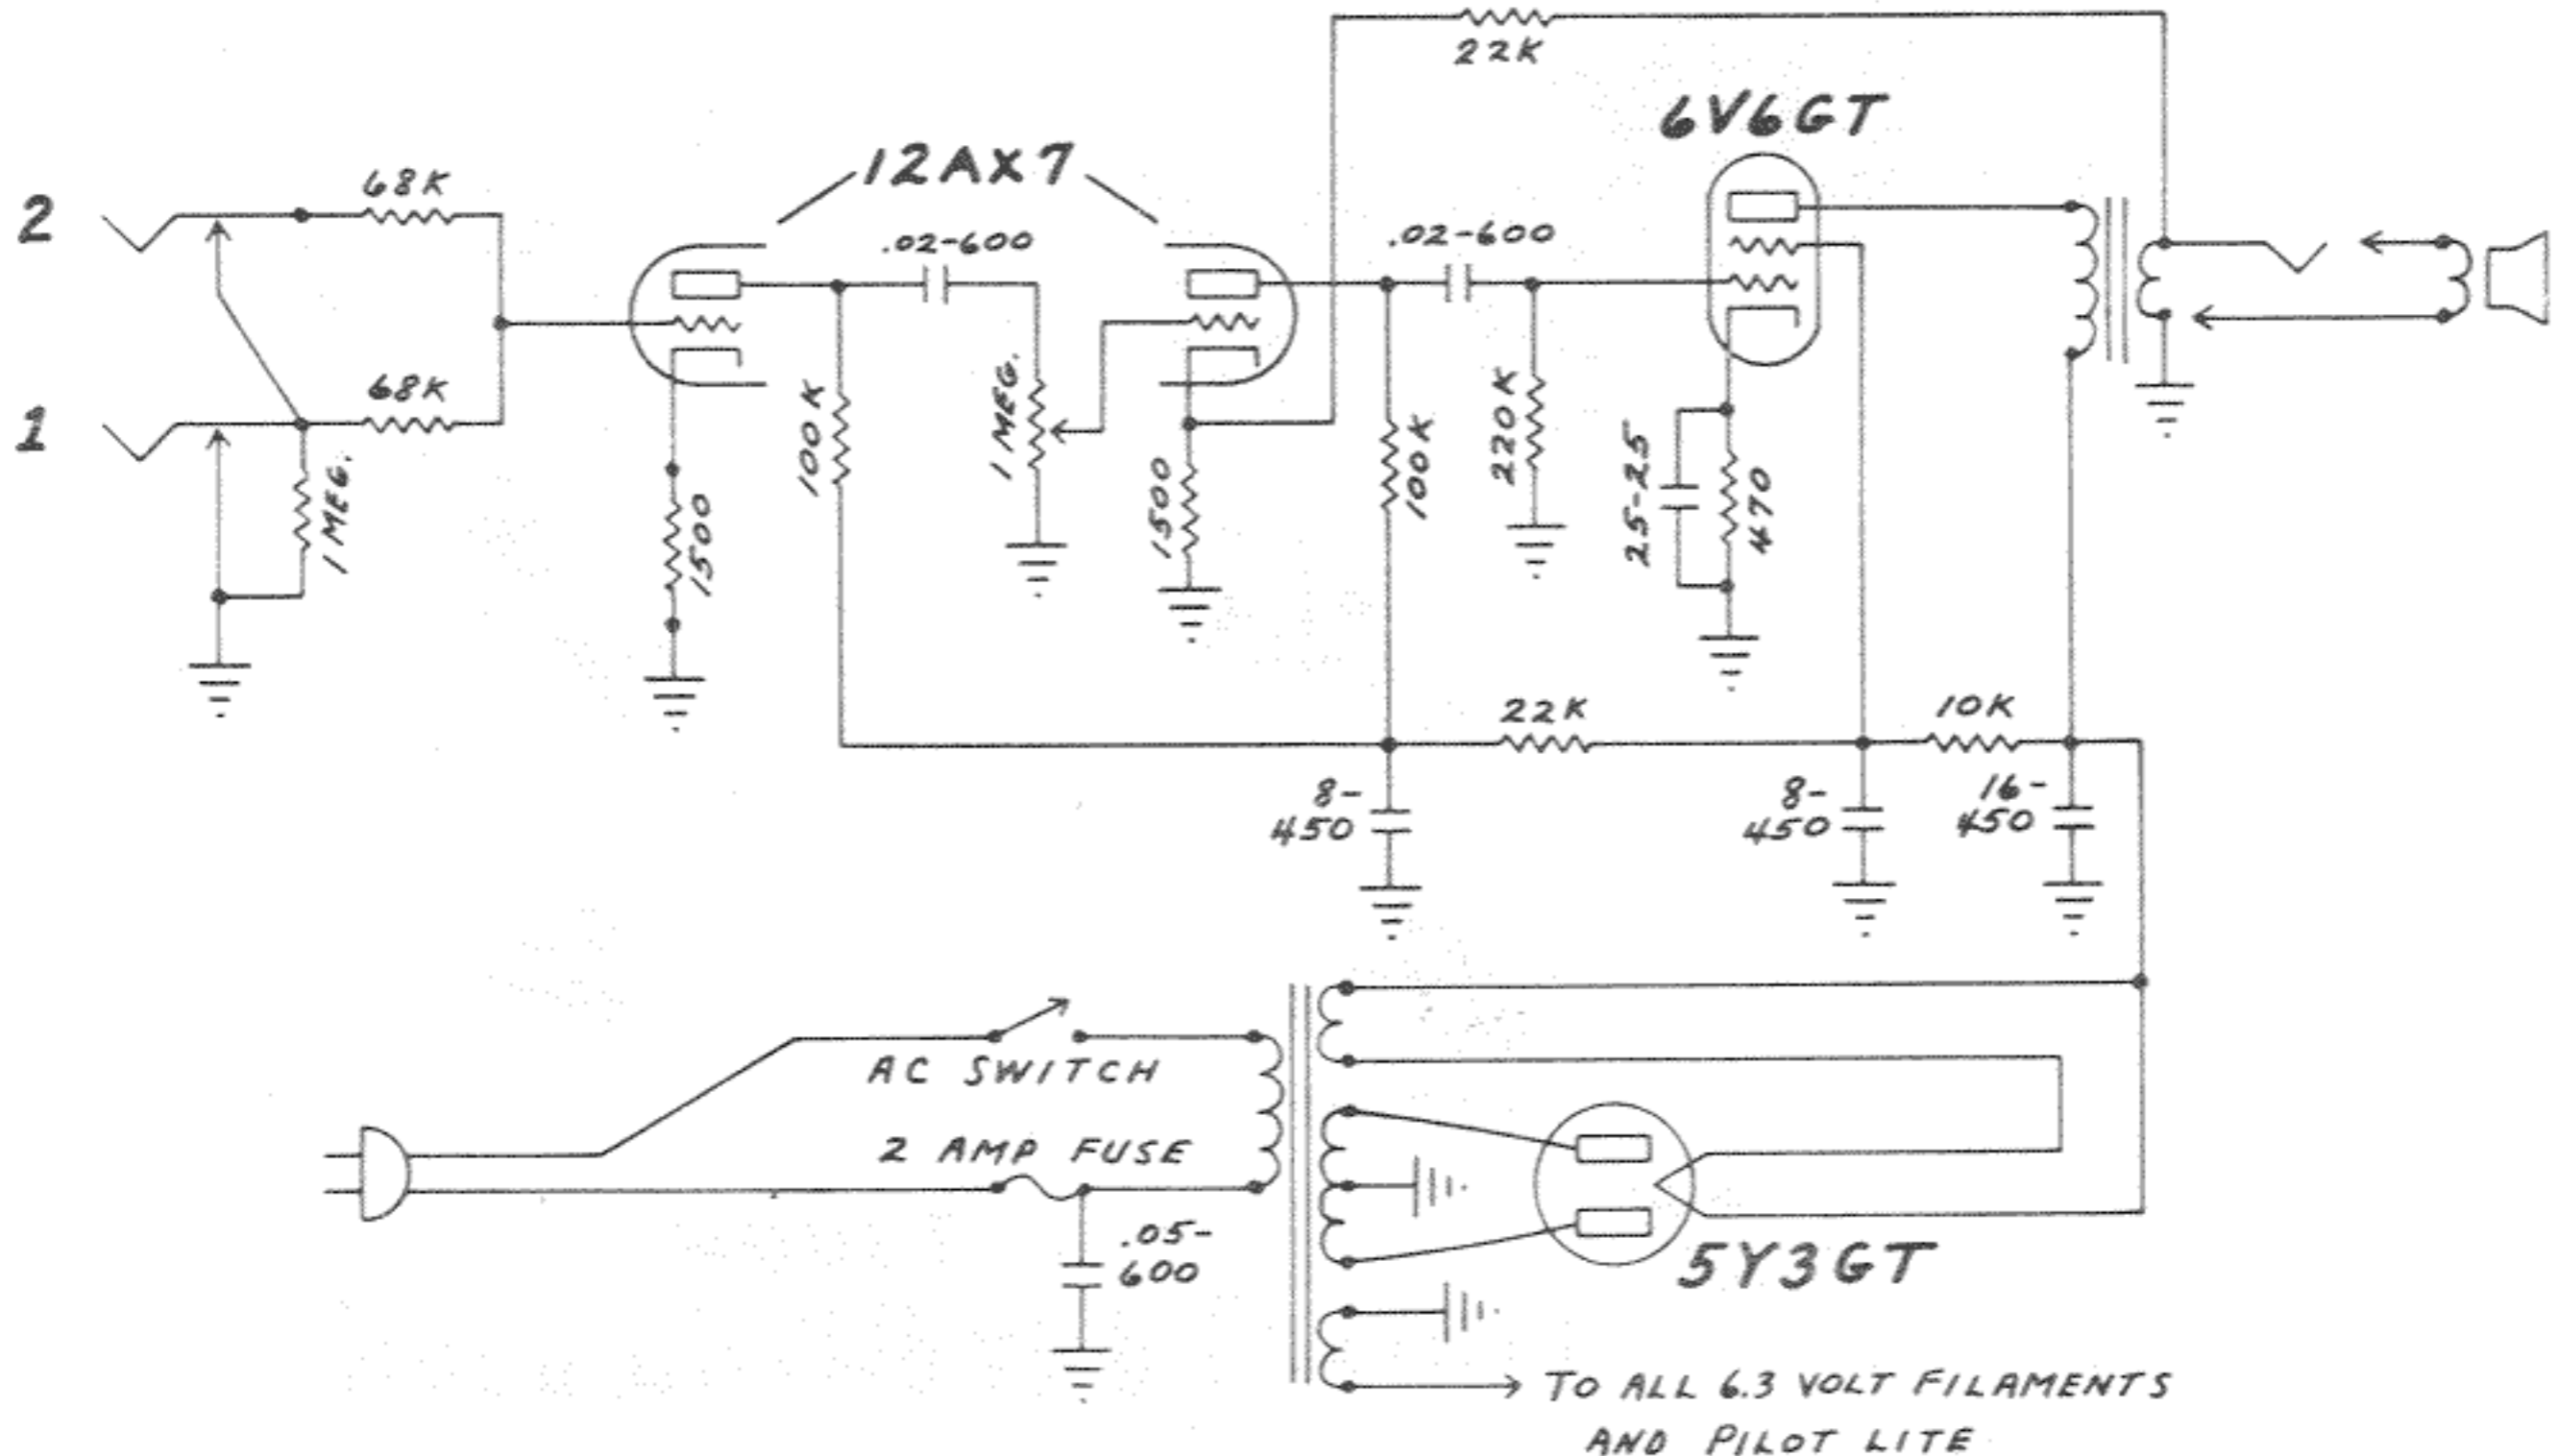 22K
6V6GT
12AX7
2
68K
.02-600
.02-600
1
68K
1 MEG.
1500
100K
1 MEG.
1500
100K
220K
25-25
470
22K
10K
8-
450
8-
450
16-
450
AC SWITCH
2 AMP FUSE
.05-
600
5Y3GT
TO ALL 6.3 VOLT FILAMENTS
AND PILOT LITE